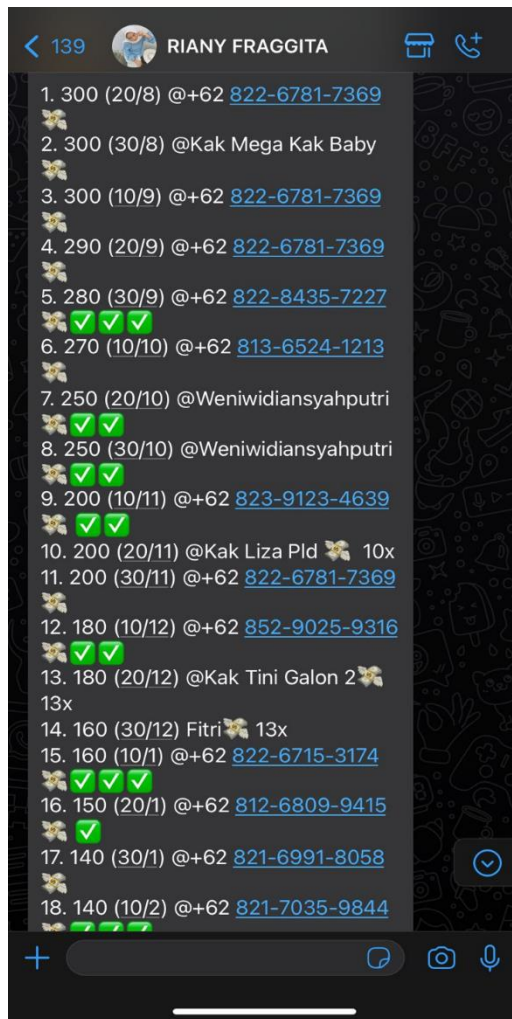 139
RIANY FRAGGITA
1. 300 (20/8) @+62 822-6781-7369
💸
2. 300 (30/8) @Kak Mega Kak Baby
💸
3. 300 (10/9) @+62 822-6781-7369
💸
4. 290 (20/9) @+62 822-6781-7369
💸
5. 280 (30/9) @+62 822-8435-7227
💸✅✅✅
6. 270 (10/10) @+62 813-6524-1213
💸
7. 250 (20/10) @Weniwidiansyahputri
💸✅✅
8. 250 (30/10) @Weniwidiansyahputri
💸✅✅
9. 200 (10/11) @+62 823-9123-4639
💸 ✅✅
10. 200 (20/11) @Kak Liza Pld 💸 10x
11. 200 (30/11) @+62 822-6781-7369
💸
12. 180 (10/12) @+62 852-9025-9316
💸✅✅
13. 180 (20/12) @Kak Tini Galon 2💸
13x
14. 160 (30/12) Fitri💸 13x
15. 160 (10/1) @+62 822-6715-3174
💸✅✅✅
16. 150 (20/1) @+62 812-6809-9415
💸 ✅
17. 140 (30/1) @+62 821-6991-8058
💸
18. 140 (10/2) @+62 821-7035-9844
💸✅✅✅